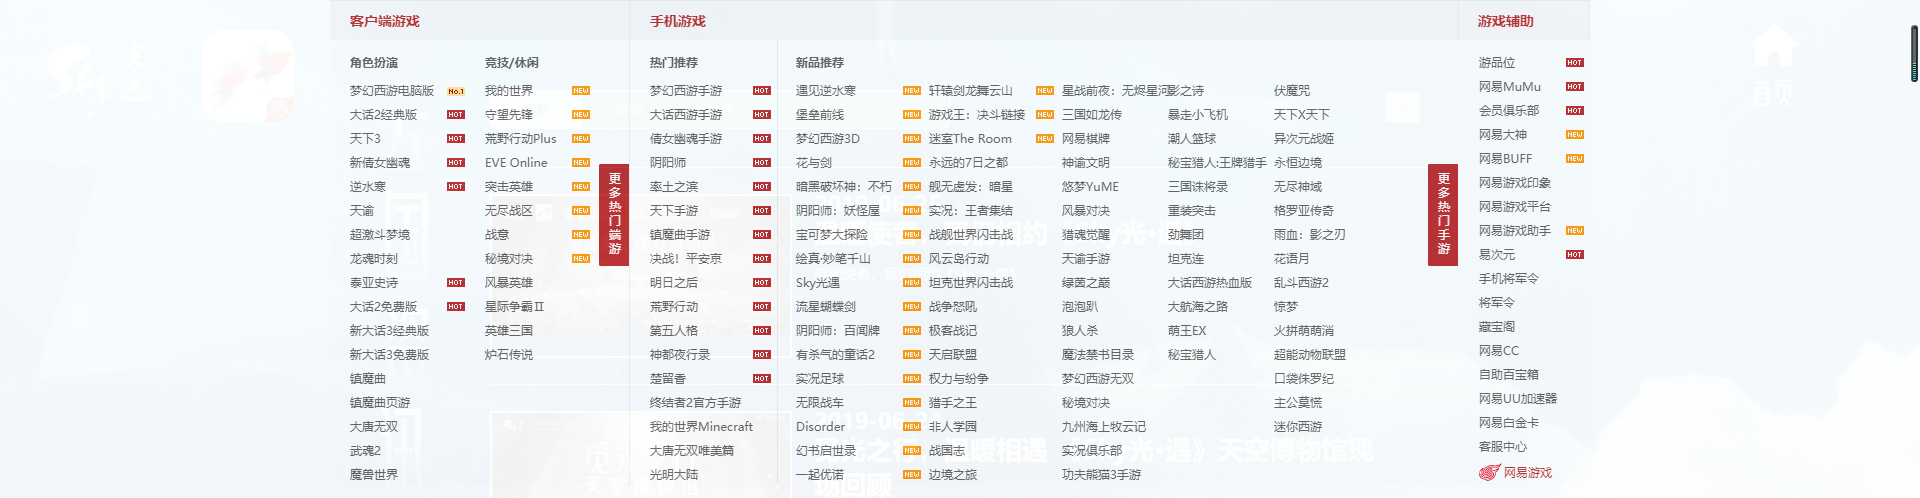 客户端游戏
角色扮演
梦幻西游电脑版 No.1
大话2经典版 HOT
天下3 HOT
新倩女幽魂 HOT
逆水寒 HOT
天谕
超激斗梦境
龙魂时刻
泰亚史诗 HOT
大话2免费版 HOT
新大话3经典版
新大话3免费版
镇魔曲
镇魔曲页游
大唐无双
武魂2
魔兽世界
竞技/休闲
我的世界 NEW
守望先锋 NEW
荒野行动Plus NEW
EVE Online NEW
突击英雄 NEW
无尽战区 NEW
战意 NEW
秘境对决 NEW
风暴英雄
星际争霸Ⅱ
英雄三国
炉石传说
更多热门端游
手机游戏
热门推荐
梦幻西游手游 HOT
大话西游手游 HOT
倩女幽魂手游 HOT
阴阳师 HOT
率土之滨 HOT
天下手游 HOT
镇魔曲手游 HOT
决战！平安京 HOT
明日之后 HOT
荒野行动 HOT
第五人格 HOT
神都夜行录 HOT
楚留香 HOT
终结者2官方手游
我的世界Minecraft
大唐无双唯美篇
光明大陆
新品推荐
遇见逆水寒 NEW
堡垒前线 NEW
梦幻西游3D NEW
花与剑 NEW
暗黑破坏神：不朽 NEW
阴阳师：妖怪屋 NEW
宝可梦大探险 NEW
绘真·妙笔千山 NEW
Sky光遇 NEW
流星蝴蝶剑 NEW
阴阳师：百闻牌 NEW
有杀气的童话2 NEW
实况足球 NEW
无限战车 NEW
Disorder NEW
幻书启世录 NEW
一起优诺 NEW
轩辕剑龙舞云山 NEW
游戏王：决斗链接 NEW
迷室The Room NEW
永远的7日之都
舰无虚发：暗星
实况：王者集结
战舰世界闪击战
风云岛行动
坦克世界闪击战
战争怒吼
极客战记
天启联盟
权力与纷争
猎手之王
非人学园
战国志
边境之旅
星战前夜：无烬星河
三国如龙传
网易棋牌
神谕文明
悠梦YuME
风暴对决
猎魂觉醒
天谕手游
绿茵之巅
泡泡趴
狼人杀
魔法禁书目录
梦幻西游无双
秘境对决
九州海上牧云记
实况俱乐部
功夫熊猫3手游
影之诗
暴走小飞机
潮人篮球
秘宝猎人:王牌猎手
三国诛将录
重装突击
劲舞团
坦克连
大话西游热血版
大航海之路
萌王EX
秘宝猎人
伏魔咒
天下X天下
异次元战姬
永恒边境
无尽神域
格罗亚传奇
雨血：影之刃
花语月
乱斗西游2
惊梦
火拼萌萌消
超能动物联盟
口袋侏罗纪
主公莫慌
迷你西游
更多热门手游
游戏辅助
游品位 HOT
网易MuMu HOT
会员俱乐部 HOT
网易大神 NEW
网易BUFF NEW
网易游戏印象
网易游戏平台
网易游戏助手 NEW
易次元 HOT
手机将军令
将军令
藏宝阁
网易CC
自助百宝箱
网易UU加速器
网易白金卡
客服中心
网易游戏
首页